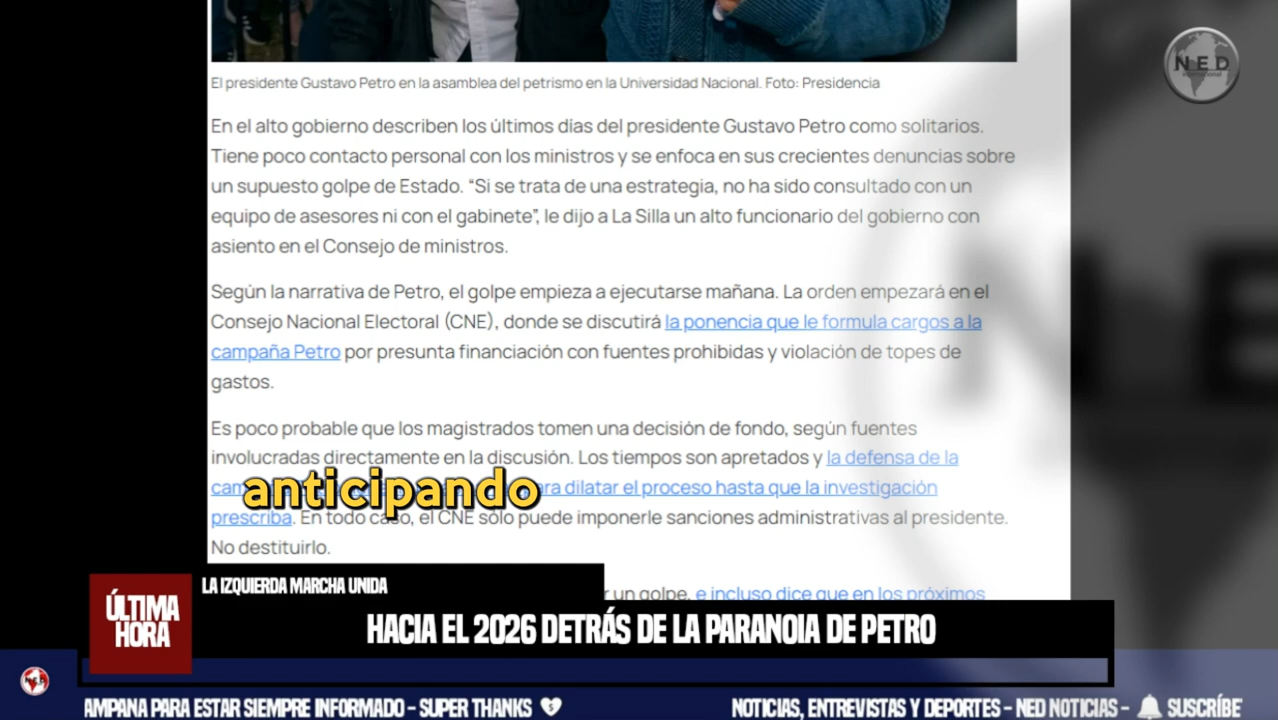 NED
international
El presidente Gustavo Petro en la asamblea del petrismo en la Universidad Nacional. Foto: Presidencia
En el alto gobierno describen los últimos días del presidente Gustavo Petro como solitarios.
Tiene poco contacto personal con los ministros y se enfoca en sus crecientes denuncias sobre
un supuesto golpe de Estado. “Si se trata de una estrategia, no ha sido consultado con un
equipo de asesores ni con el gabinete”, le dijo a La Silla un alto funcionario del gobierno con
asiento en el Consejo de ministros.
Según la narrativa de Petro, el golpe empieza a ejecutarse mañana. La orden empezará en el
Consejo Nacional Electoral (CNE), donde se discutirá la ponencia que le formula cargos a la
campaña Petro por presunta financiación con fuentes prohibidas y violación de topes de
gastos.
Es poco probable que los magistrados tomen una decisión de fondo, según fuentes
involucradas directamente en la discusión. Los tiempos son apretados y la defensa de la
dilatar el proceso hasta que la investigación
anticipando
prescriba. En todo caso, el CNE sólo puede imponerle sanciones administrativas al presidente.
No destituirlo.
un golpe, e incluso dice que en los próximos
LA IZQUIERDA MARCHA UNIDA
ÚLTIMA
HORA
HACIA EL 2026 DETRÁS DE LA PARANOIA DE PETRO
AMPANA PARA ESTAR SIEMPRE INFORMADO - SUPER THANKS NOTICIAS, ENTREVISTAS Y DEPORTES - NED NOTICIAS - SUSCRÍBE